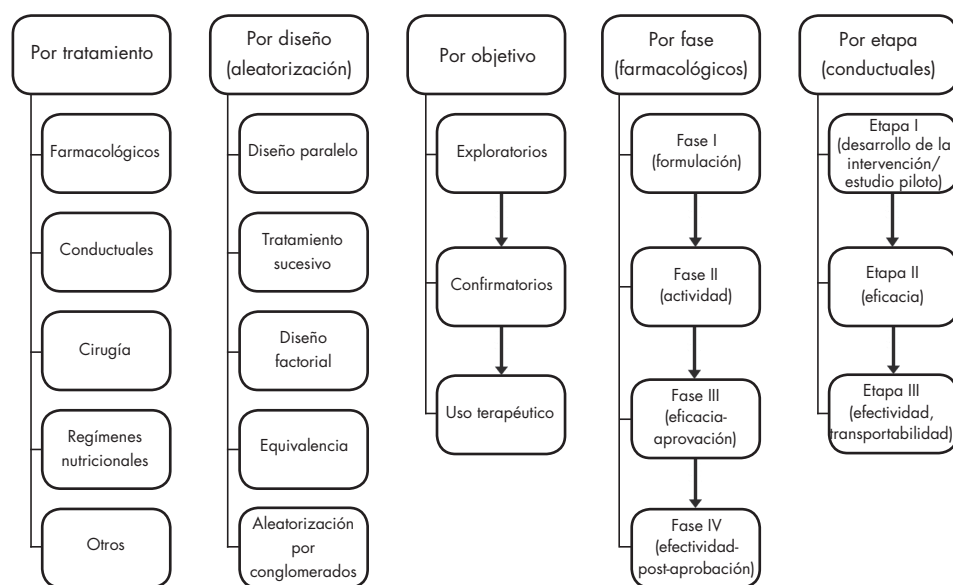 Por tratamiento
Farmacológicos
Conductuales
Cirugía
Regímenes
nutricionales
Otros
Por diseño
(aleatorización)
Diseño paralelo
Tratamiento
sucesivo
Diseño
factorial
Equivalencia
Aleatorización
por
conglomerados
Por objetivo
Exploratorios
Confirmatorios
Uso terapéutico
Por fase
(farmacológicos)
Fase I
(formulación)
Fase II
(actividad)
Fase III
(eficacia-
aprovación)
Fase IV
(efectividad-
post-aprobación)
Por etapa
(conductuales)
Etapa I
(desarrollo de la
intervención/
estudio piloto)
Etapa II
(eficacia)
Etapa III
(efectividad,
transportabilidad)